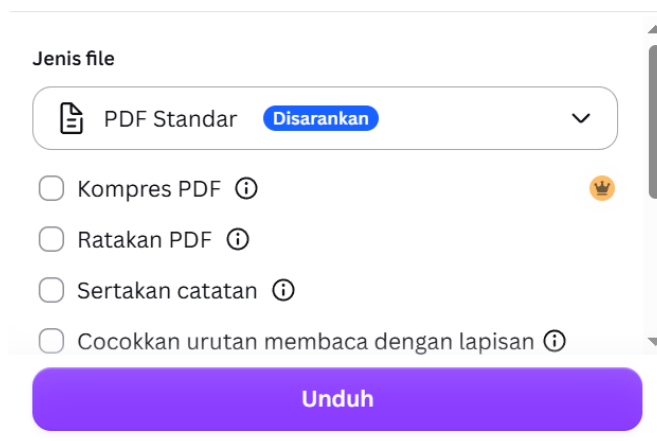 Jenis file
PDF Standar Disarankan
Kompres PDF
Ratakan PDF
Sertakan catatan
Cocokkan urutan membaca dengan lapisan
Unduh